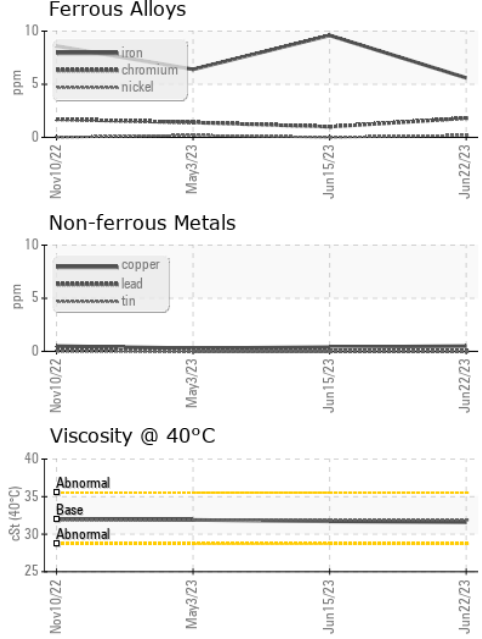 Ferrous Alloys
10
iron
chromium
5
nickel
ppm
0
Nov10/22
May3/23
Jun15/23
Jun22/23
Non-ferrous Metals
10
copper
lead
5
tin
ppm
0
Nov10/22
May3/23
Jun15/23
Jun22/23
Viscosity @ 40°C
40
Abnormal
35
Base
cSt (40°C)
30
Abnormal
25
Nov10/22
May3/23
Jun15/23
Jun22/23